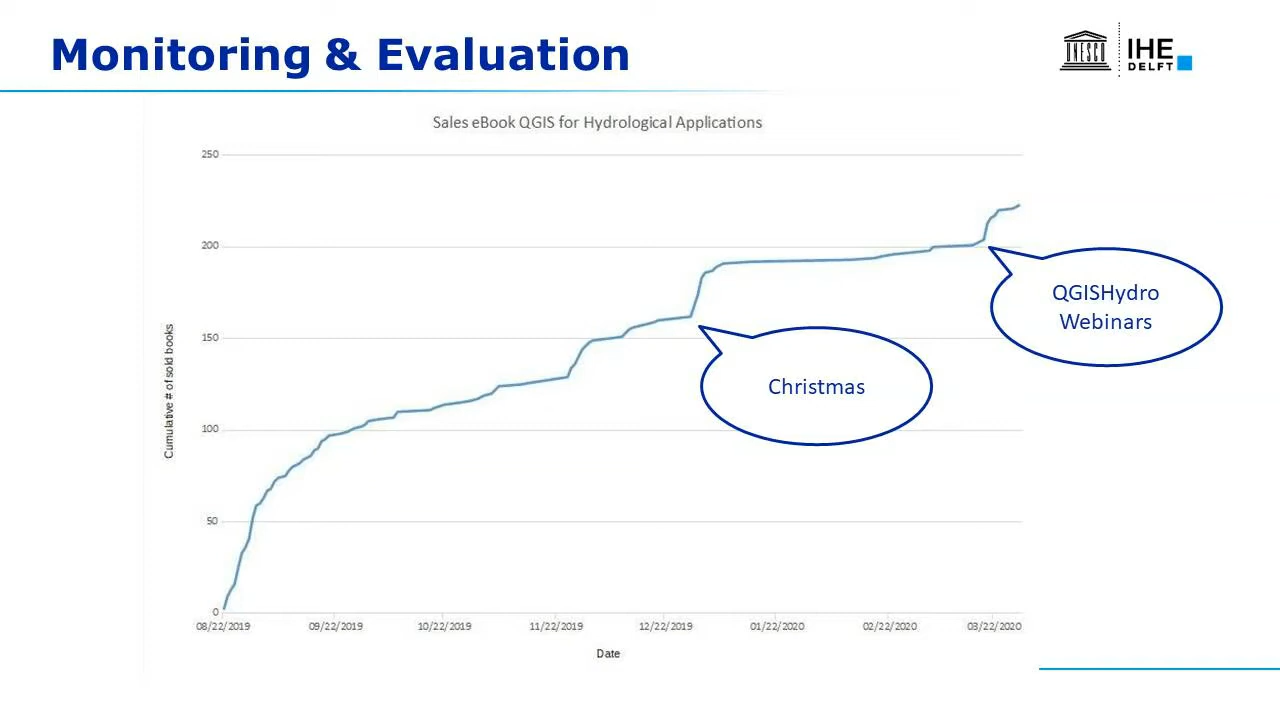 Monitoring & Evaluation
UNESCO
IHE
DELFT
Sales eBook QGIS for Hydrological Applications
250
200
150
100
50
0
Cumulative # of sold books
08/22/2019 09/22/2019 10/22/2019 11/22/2019 12/22/2019 01/22/2020 02/22/2020 03/22/2020
Date
QGISHydro
Webinars
Christmas